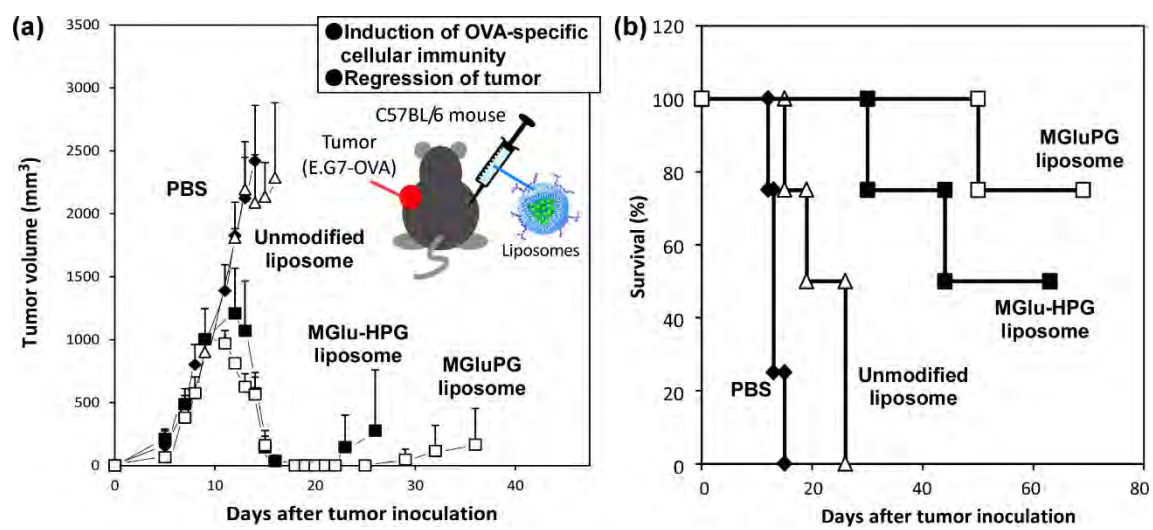 (a)
3500
3000
2500
2000
1500
1000
500
0
0
10
20
30
40
Tumor volume (mm³)
Days after tumor inoculation
●Induction of OVA-specific
cellular immunity
●Regression of tumor
C57BL/6 mouse
Tumor
(E.G7-OVA)
Liposomes
PBS
Unmodified
liposome
MGlu-HPG
liposome
MGluPG
liposome
(b)
120
100
80
60
40
20
0
0
20
40
60
80
Survival (%)
Days after tumor inoculation
MGluPG
liposome
MGlu-HPG
liposome
PBS
Unmodified
liposome